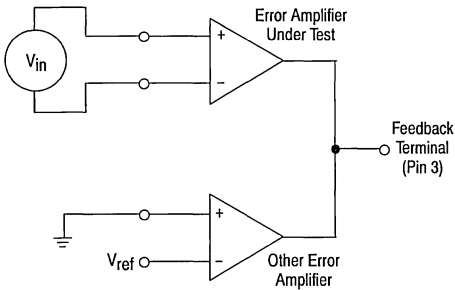 Error Amplifier
Under Test
+
Vin
−
Feedback
Terminal
(Pin 3)
+
Vref
−
Other Error
Amplifier